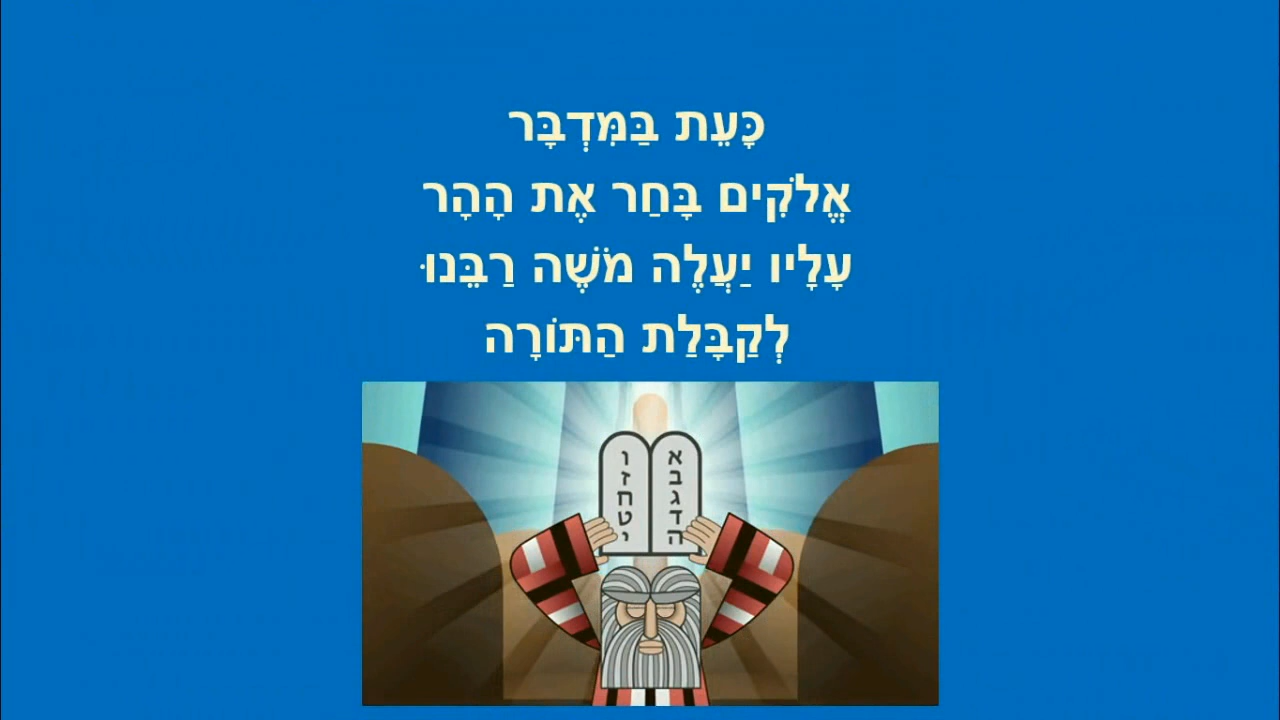 כָּעֵת בַּמִּדְבָּר
אֱלֹקִים בָּחַר אֶת הָהָר
עָלָיו יַעֲלֶה מֹשֶׁה רַבֵּנוּ
לְקַבָּלַת הַתּוֹרָה
א
ב
ג
ד
ה
ו
ז
ח
ט
י